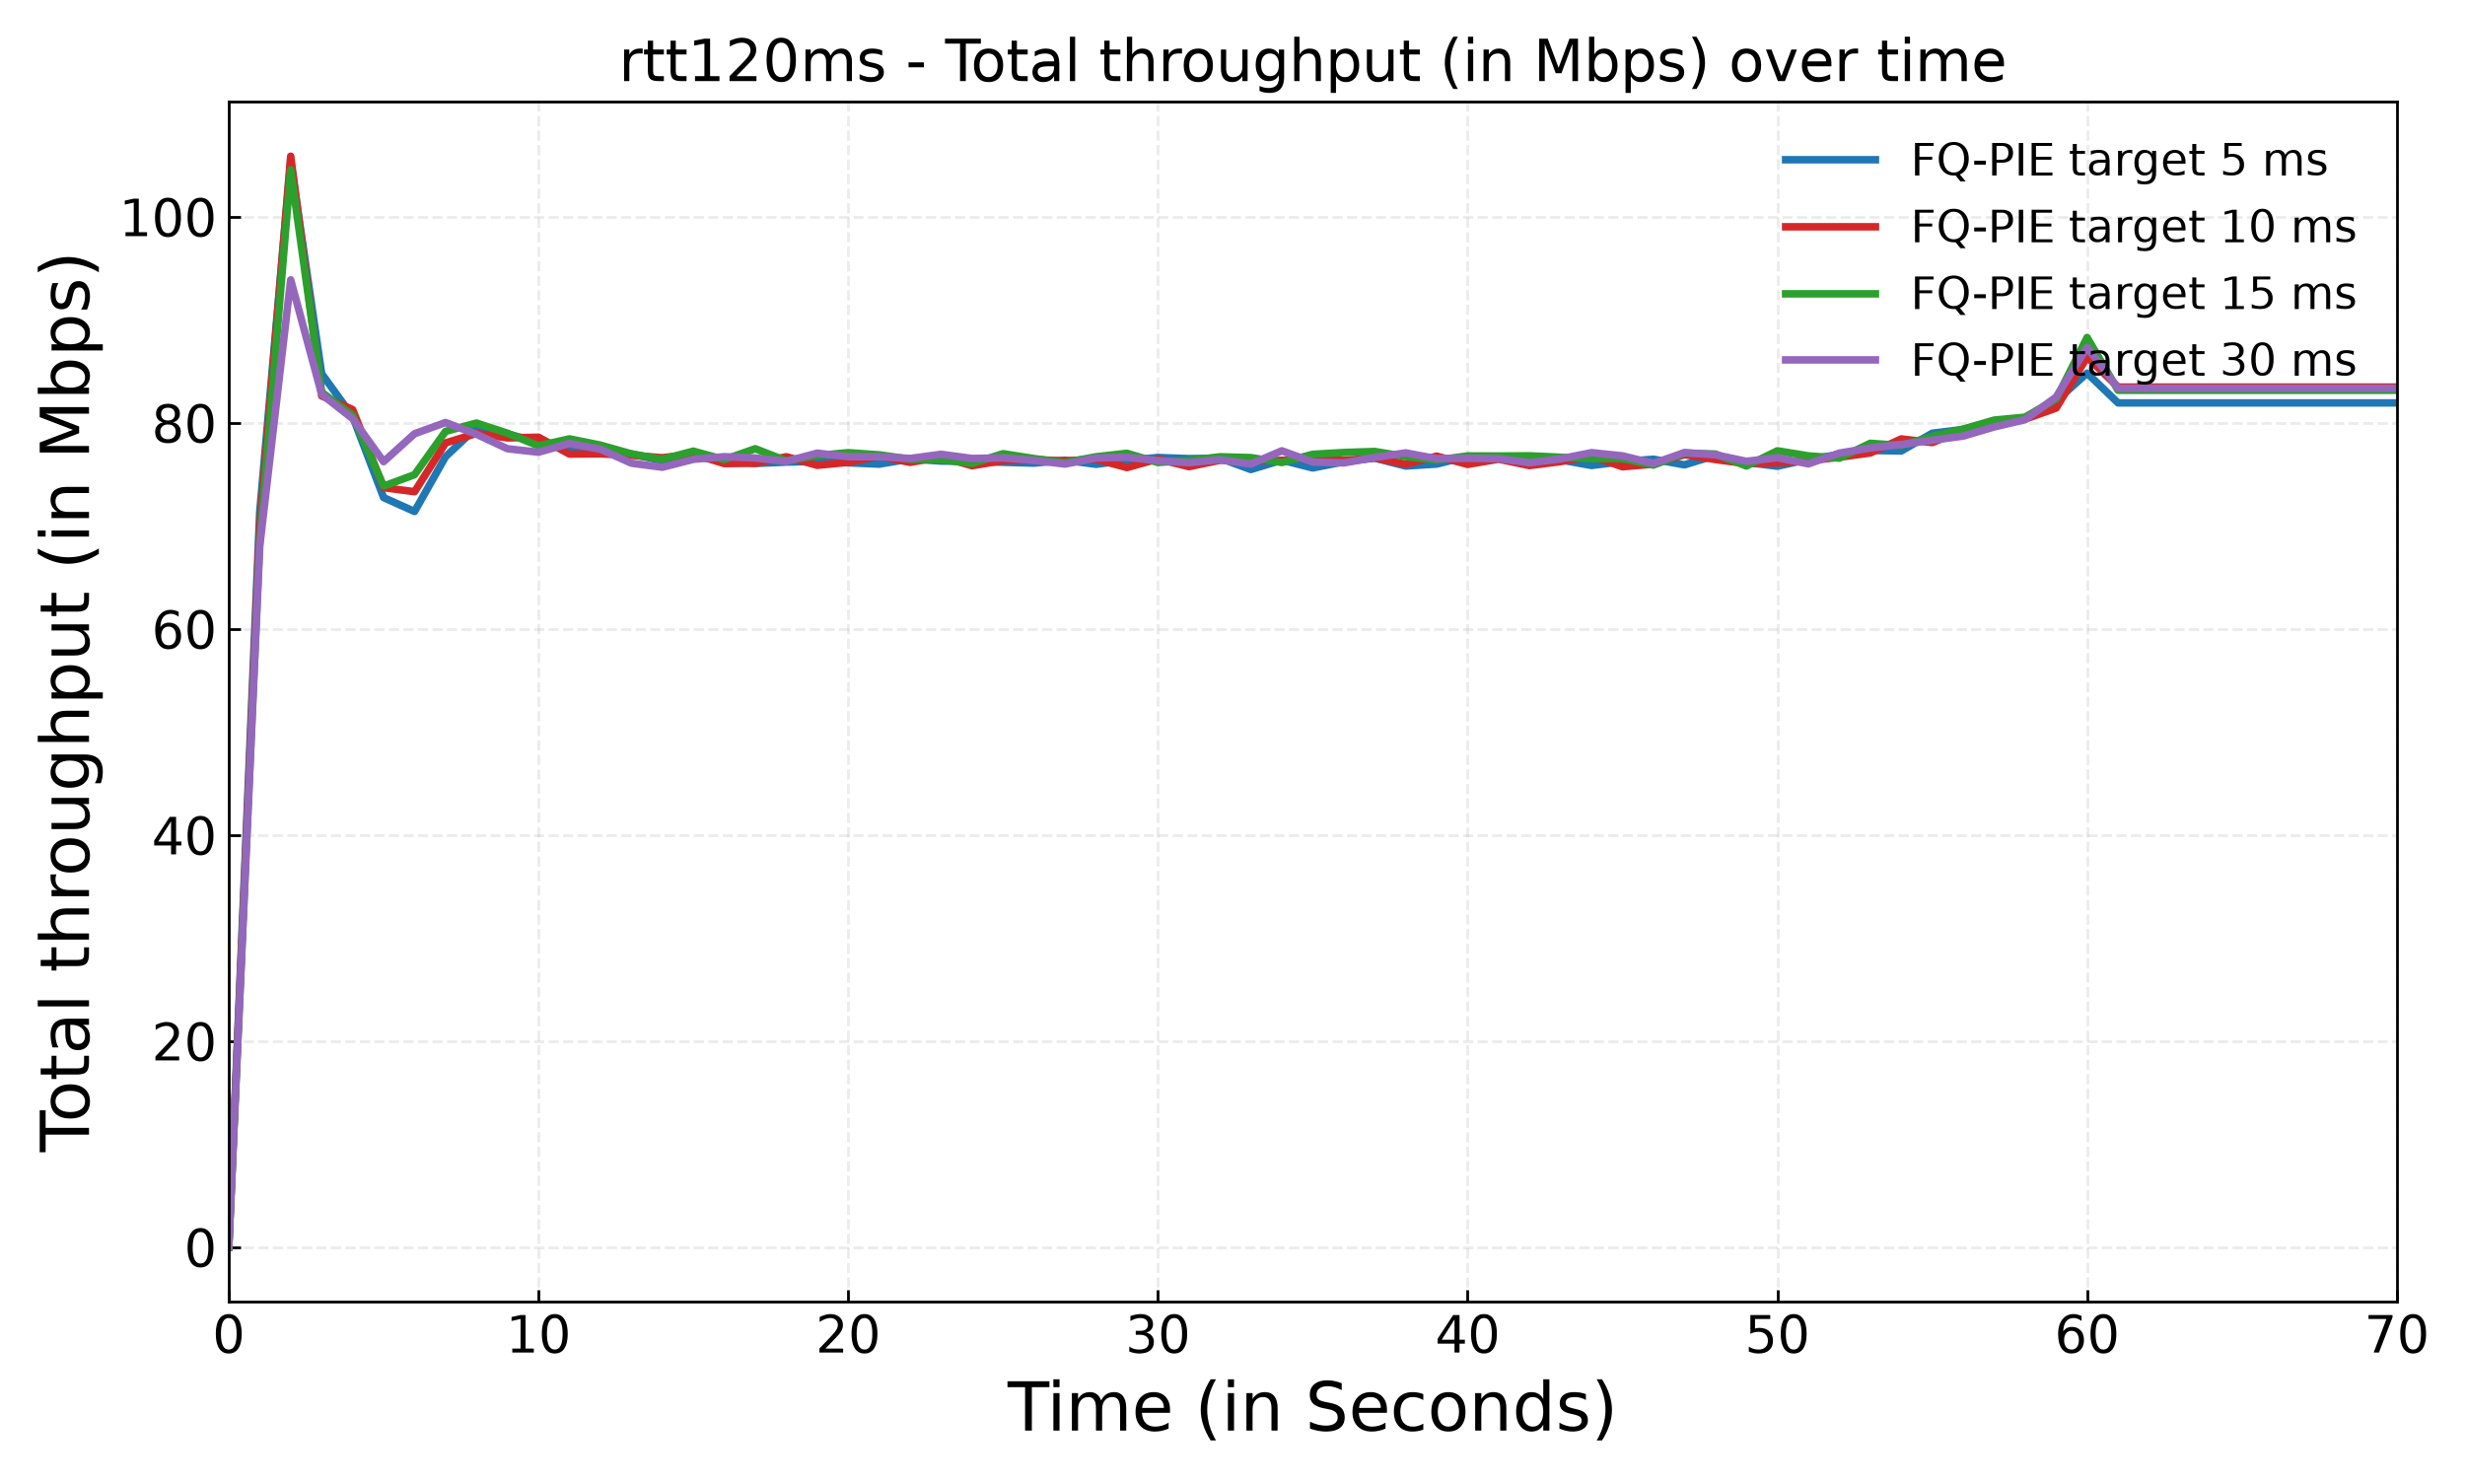 rtt120ms - Total throughput (in Mbps) over time
Total throughput (in Mbps)
100
80
60
40
20
0
FQ-PIE target 5 ms
FQ-PIE target 10 ms
FQ-PIE target 15 ms
FQ-PIE target 30 ms
0 10 20 30 40 50 60 70
Time (in Seconds)